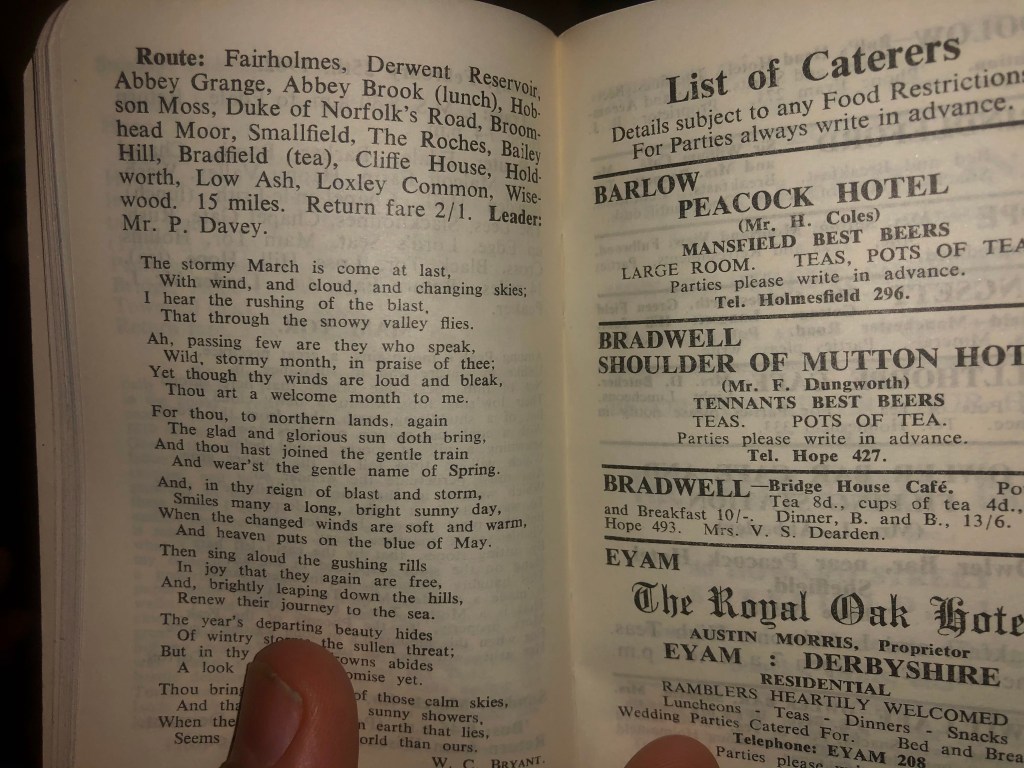 Route: Fairholmes, Derwent Reservoir,
Abbey Grange, Abbey Brook (lunch), Hob-
son Moss, Duke of Norfolk's Road, Broom-
head Moor, Smallfield, The Roches, Bailey
Hill, Bradfield (tea), Cliffe House, Hold-
worth, Low Ash, Loxley Common, Wise-
wood. 15 miles. Return fare 2/1. Leader:
Mr. P. Davey.
The stormy March is come at last,
With wind, and cloud, and changing skies;
I hear the rushing of the blast,
That through the snowy valley flies.
Ah, passing few are they who speak,
Wild, stormy month, in praise of thee;
Yet though thy winds are loud and bleak,
Thou art a welcome month to me.
For thou, to northern lands, again
The glad and glorious sun doth bring,
And thou hast joined the gentle train
And wear'st the gentle name of Spring.
And, in thy reign of blast and storm,
Smiles many a long, bright sunny day,
When the changed winds are soft and warm,
And heaven puts on the blue of May.
Then sing aloud the gushing rills
In joy that they again are free,
And, brightly leaping down the hills,
Renew their journey to the sea.
The year's departing beauty hides
Of wintry the sullen threat;
But in thy abides
A look yet.
Thou of those calm skies,
And sunny showers,
When the earth that lies,
Seems than ours.
W. C. BRYANT.
List of Caterers
Details subject to any Food Restrictions
For Parties always write in advance.
BARLOW
PEACOCK HOTEL
(Mr. H. Coles)
MANSFIELD BEST BEERS
LARGE ROOM. TEAS, POTS OF TEA
Parties please write in advance.
Tel. Holmesfield 296.
BRADWELL
SHOULDER OF MUTTON HOT
(Mr. F. Dungworth)
TENNANTS BEST BEERS
TEAS. POTS OF TEA.
Parties please write in advance.
Tel. Hope 427.
BRADWELL—Bridge House Café. Po
Tea 8d., cups of tea 4d.,
and Breakfast 10/-. Dinner, B. and B., 13/6.
Hope 493. Mrs. V. S. Dearden.
EYAM
The Royal Oak Hote
AUSTIN MORRIS, Proprietor
EYAM : DERBYSHIRE
RESIDENTIAL
RAMBLERS HEARTILY WELCOMED
Luncheons - Teas - Dinners - Snacks
Wedding Parties Catered For. Bed and Brea
Telephone: EYAM 208
Parties please